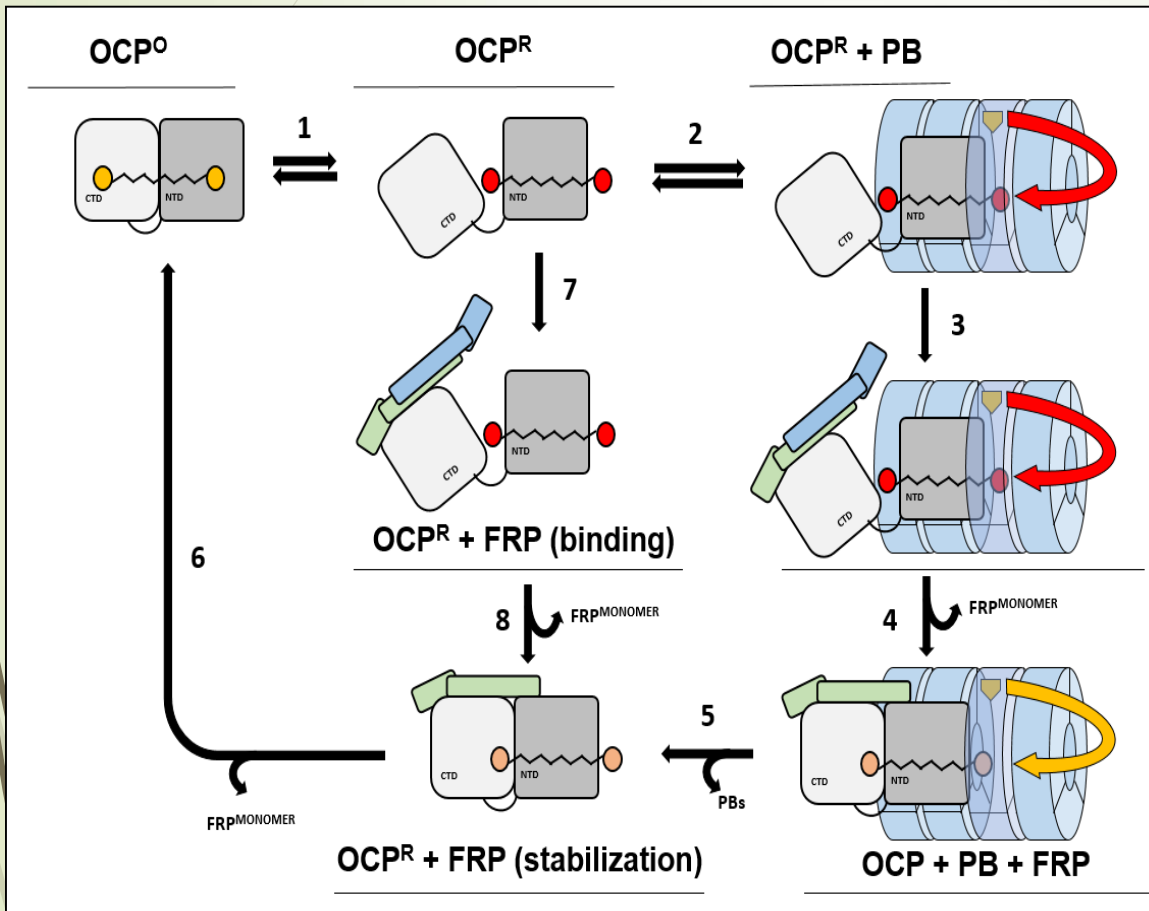 OCPᴼ
OCPᴿ
OCPᴿ + PB
1
2
CTD
NTD
CTD
NTD
CTD
NTD
7
3
NTD
CTD
NTD
CTD
OCPᴿ + FRP (binding)
6
8
FRPᴹᴼᴺᴼᴹᴱᴿ
4
FRPᴹᴼᴺᴼᴹᴱᴿ
5
CTD
NTD
CTD
NTD
PBs
FRPᴹᴼᴺᴼᴹᴱᴿ
OCPᴿ + FRP (stabilization)
OCP + PB + FRP